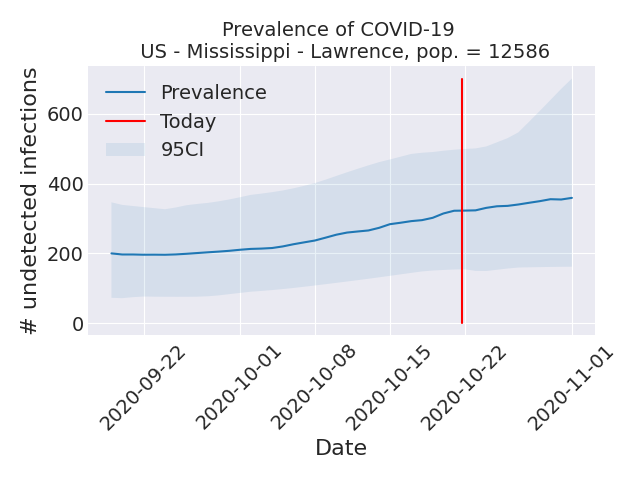 Prevalence of COVID-19
US - Mississippi - Lawrence, pop. = 12586
# undetected infections
600
400
200
0
Prevalence
Today
95CI
2020-09-22
2020-10-01
2020-10-08
2020-10-15
2020-10-22
2020-11-01
Date